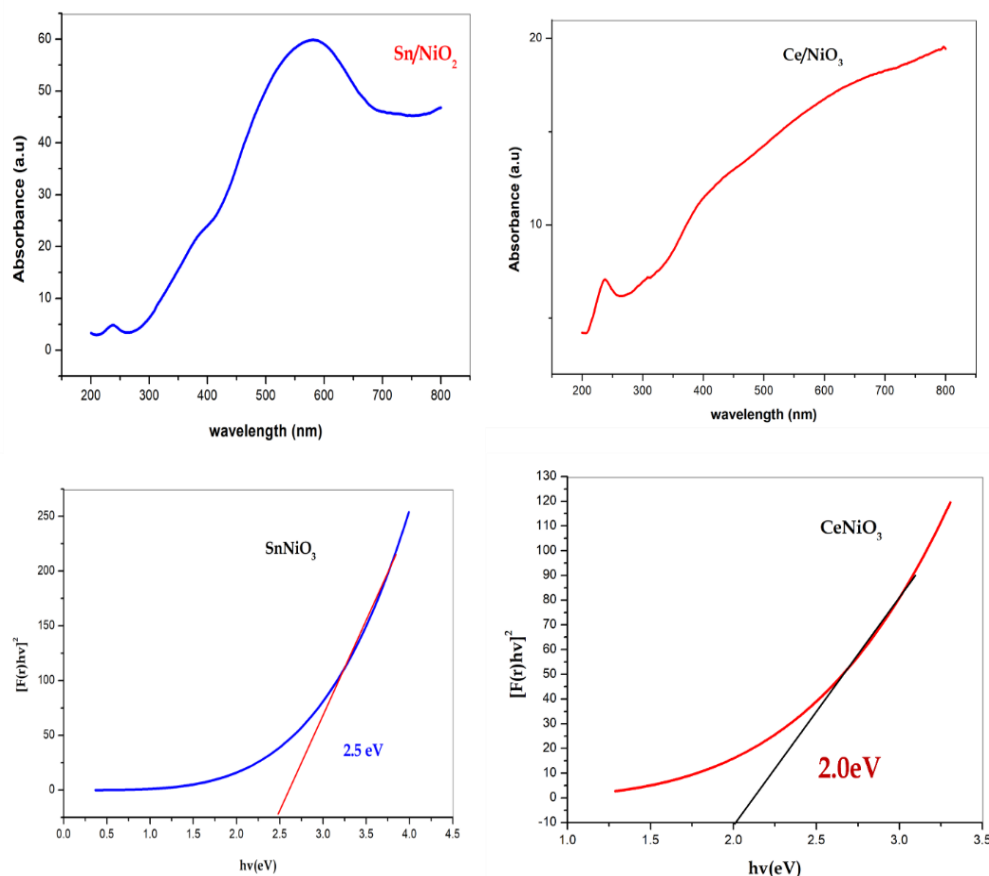 60
50
40
30
20
10
0
Absorbance (a.u)
Sn/NiO₂
200 300 400 500 600 700 800
wavelength (nm)
20
10
Absorbance (a.u)
Ce/NiO₃
200 300 400 500 600 700 800
wavelength (nm)
250
200
150
100
50
0
[F(r)hv]²
SnNiO₃
2.5 eV
0.0 0.5 1.0 1.5 2.0 2.5 3.0 3.5 4.0 4.5
hv(eV)
130
120
110
100
90
80
70
60
50
40
30
20
10
0
-10
[F(r)hv]²
CeNiO₃
2.0eV
1.0 1.5 2.0 2.5 3.0 3.5
hv(eV)